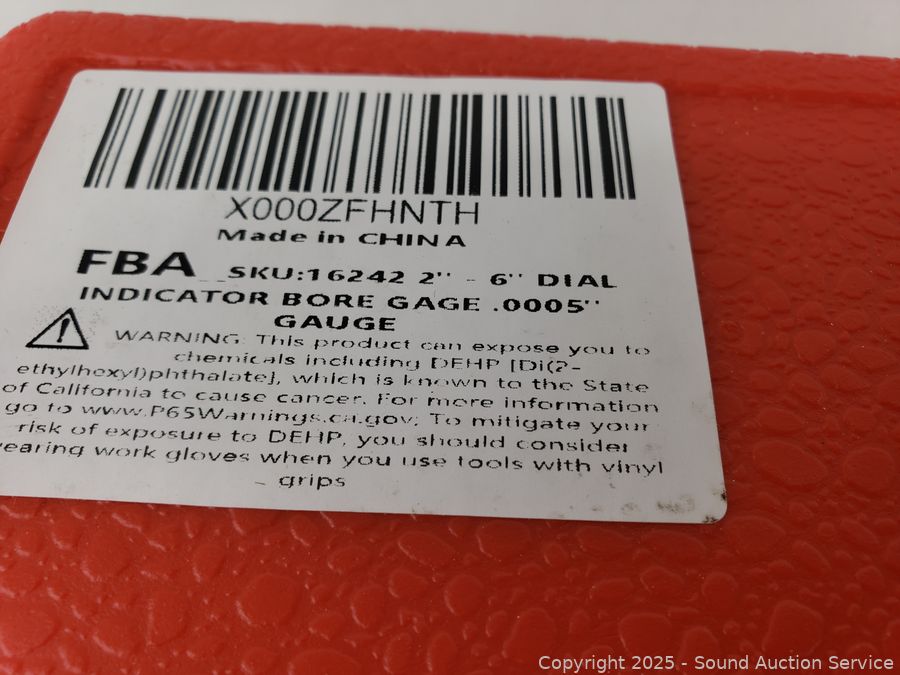 X000ZFHNTH
Made in CHINA
FBA SKU:16242 2" - 6" DIAL
INDICATOR BORE GAGE .0005"
GAUGE
WARNING: This product can expose you to
chemicals including DEHP [Di(2-
ethylhexyl)phthalate], which is known to the State
of California to cause cancer. For more information
go to www.P65Warnings.ca.gov. To mitigate your
risk of exposure to DEHP, you should consider
wearing work gloves when you use tools with vinyl
grips
Copyright 2025 - Sound Auction Service